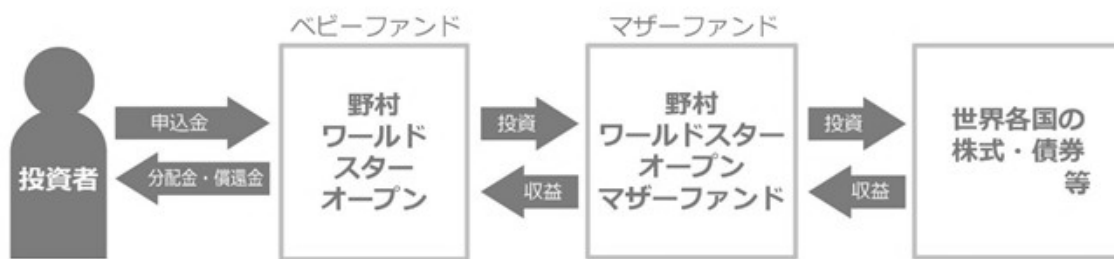 ベビーファンド
マザーファンド
投資者
申込金
分配金・償還金
野村
ワールド
スター
オープン
投資
収益
野村
ワールドスター
オープン
マザーファンド
投資
収益
世界各国の
株式・債券
等